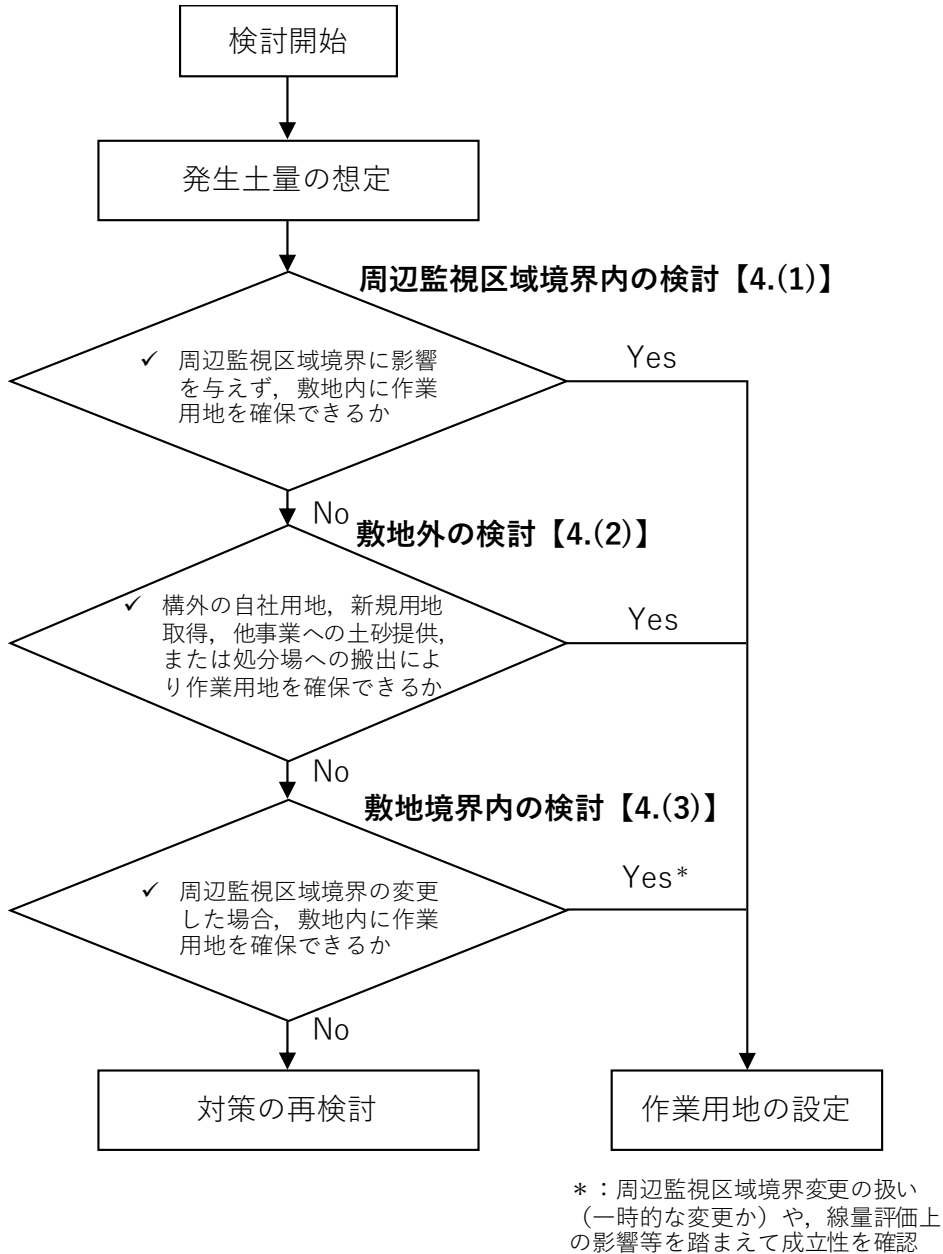 検討開始
発生土量の想定
周辺監視区域境界内の検討【4.(1)】
✓ 周辺監視区域境界に影響
を与えず，敷地内に作業
用地を確保できるか
Yes
No
敷地外の検討【4.(2)】
✓ 構外の自社用地，新規用地
取得，他事業への土砂提供，
または処分場への搬出によ
り作業用地を確保できるか
Yes
No
敷地境界内の検討【4.(3)】
✓ 周辺監視区域境界の変更
した場合，敷地内に作業
用地を確保できるか
Yes*
No
対策の再検討
作業用地の設定
＊：周辺監視区域境界変更の扱い
（一時的な変更か）や，線量評価上
の影響等を踏まえて成立性を確認